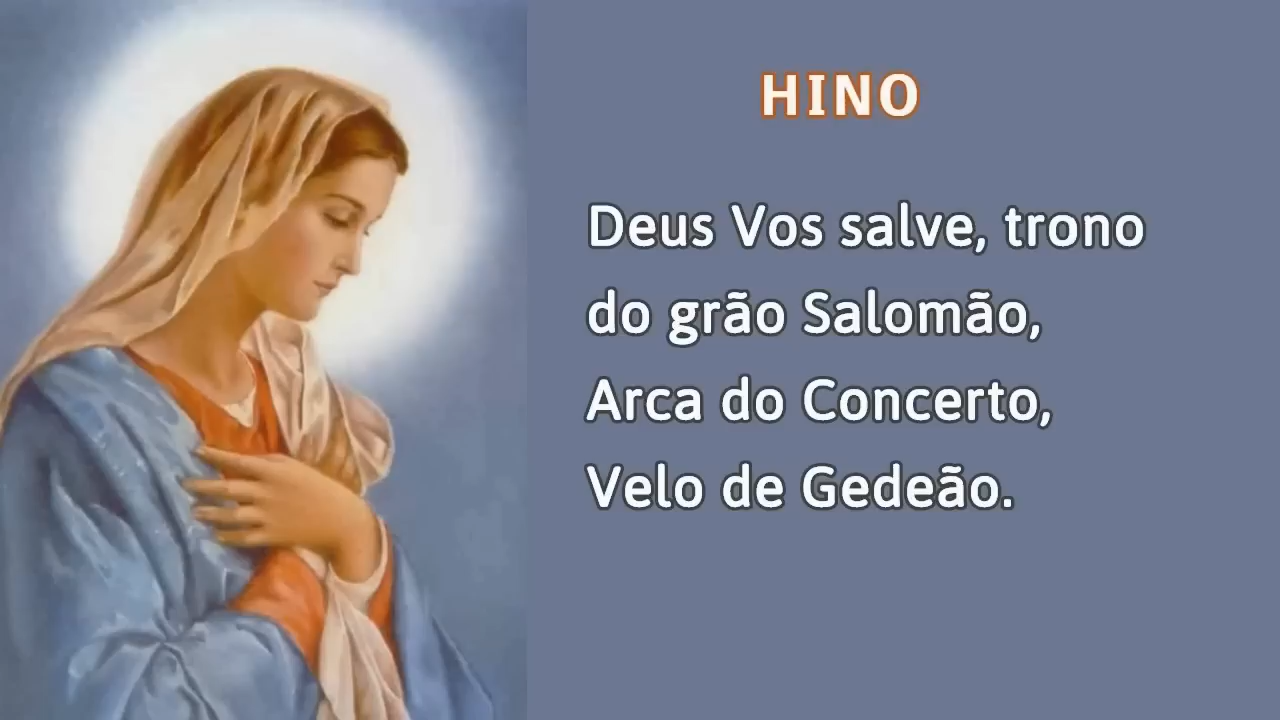 HINO
Deus Vos salve, trono
do grão Salomão,
Arca do Concerto,
Velo de Gedeão.